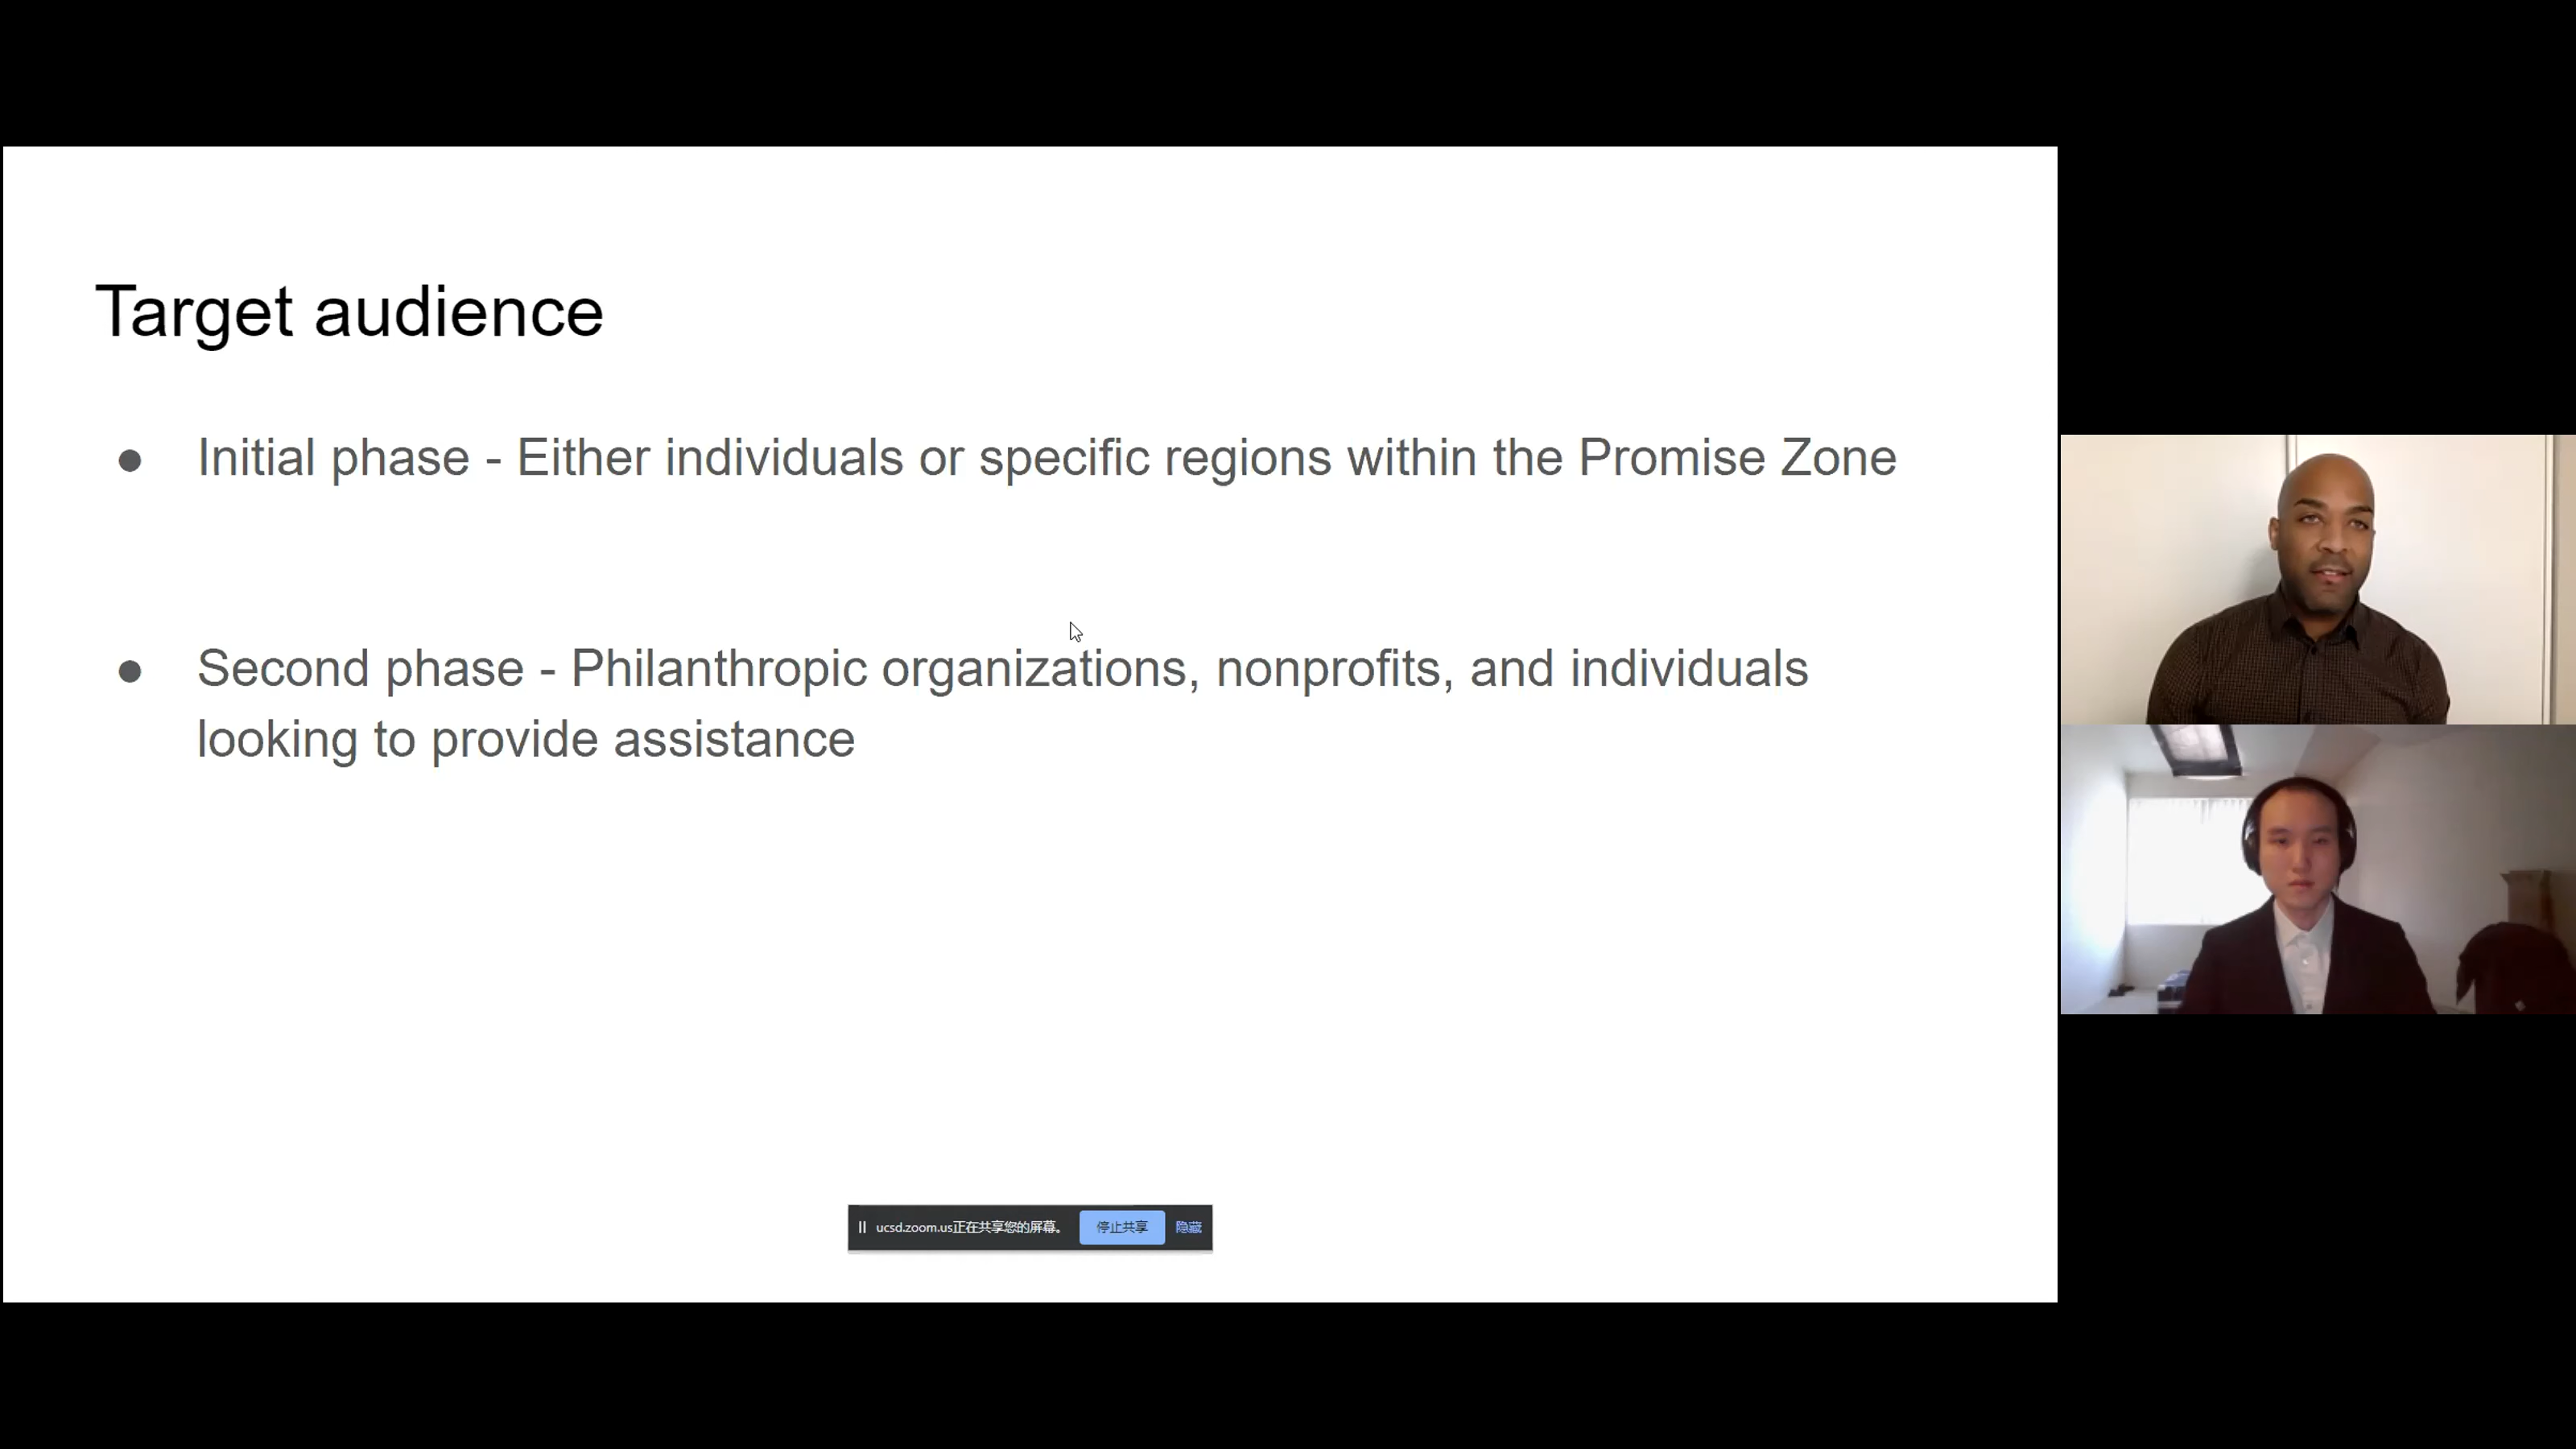 Target audience
● Initial phase - Either individuals or specific regions within the Promise Zone
● Second phase - Philanthropic organizations, nonprofits, and individuals
looking to provide assistance
ucsd.zoom.us正在共享您的屏幕。 停止共享 隐藏